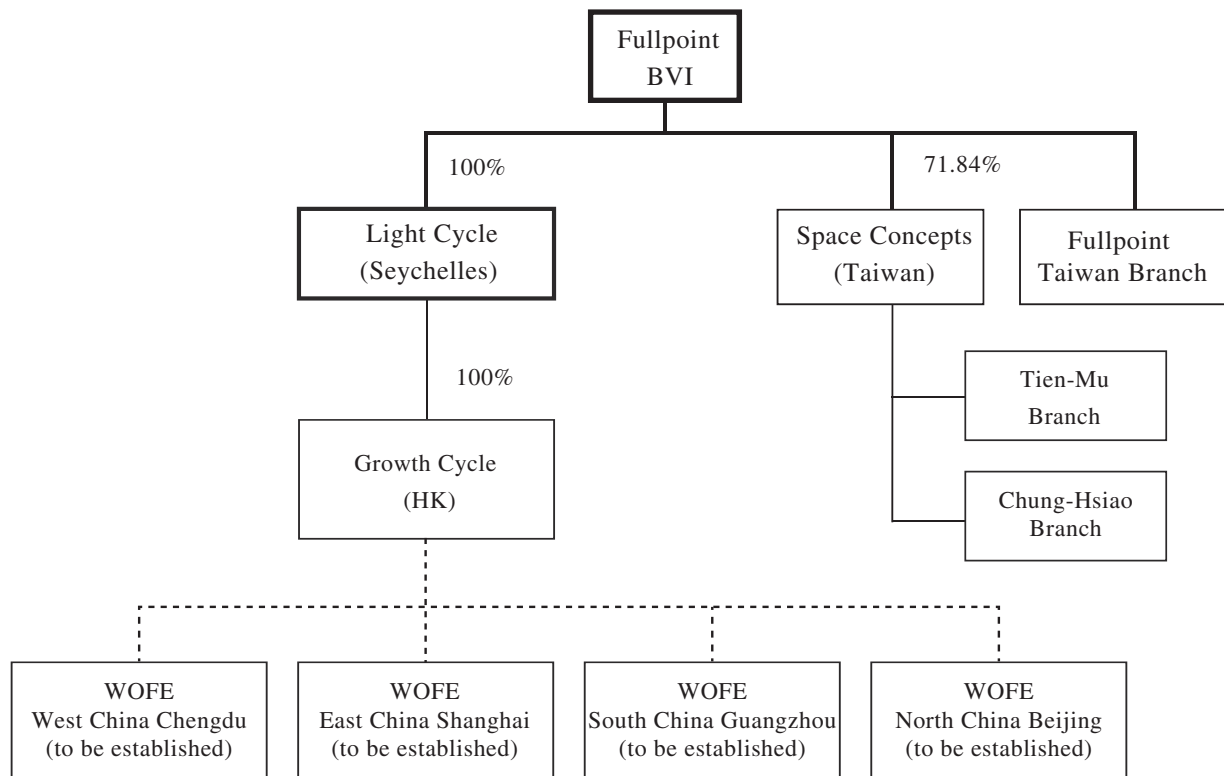 Fullpoint
BVI
100%
71.84%
Light Cycle
(Seychelles)
Space Concepts
(Taiwan)
Fullpoint
Taiwan Branch
100%
Tien-Mu
Branch
Growth Cycle
(HK)
Chung-Hsiao
Branch
WOFE
West China Chengdu
(to be established)
WOFE
East China Shanghai
(to be established)
WOFE
South China Guangzhou
(to be established)
WOFE
North China Beijing
(to be established)